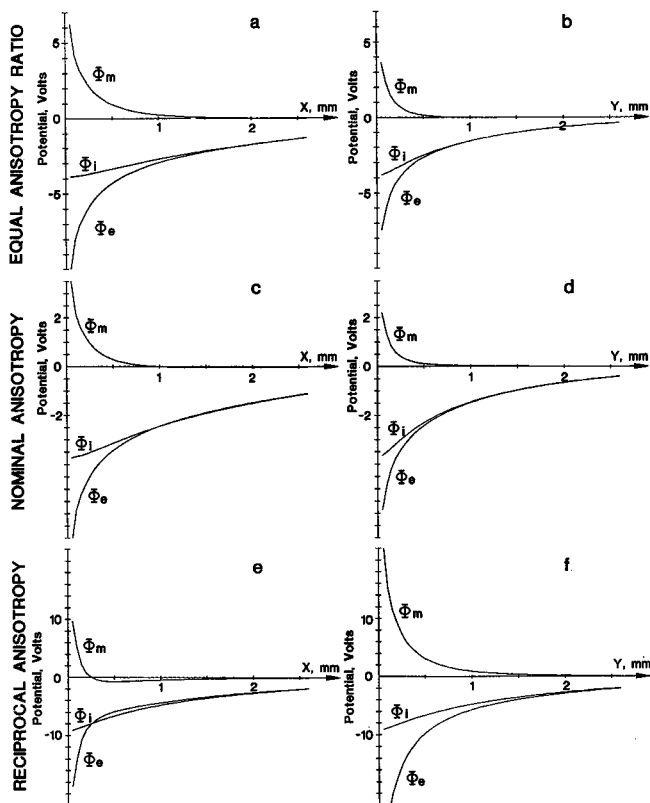 EQUAL ANISOTROPY RATIO
a
Potential, Volts
5
0
-5
Φm
Φi
Φe
X, mm
1
2
b
Potential, Volts
5
0
-5
Φm
Φi
Φe
Y, mm
1
2
NOMINAL ANISOTROPY
c
Potential, Volts
2
0
-2
Φm
Φi
Φe
X, mm
1
2
d
Potential, Volts
2
0
-2
Φm
Φi
Φe
Y, mm
1
2
RECIPROCAL ANISOTROPY
e
Potential, Volts
10
0
-10
Φm
Φi
Φe
X, mm
1
2
f
Potential, Volts
10
0
-10
Φm
Φi
Φe
Y, mm
1
2